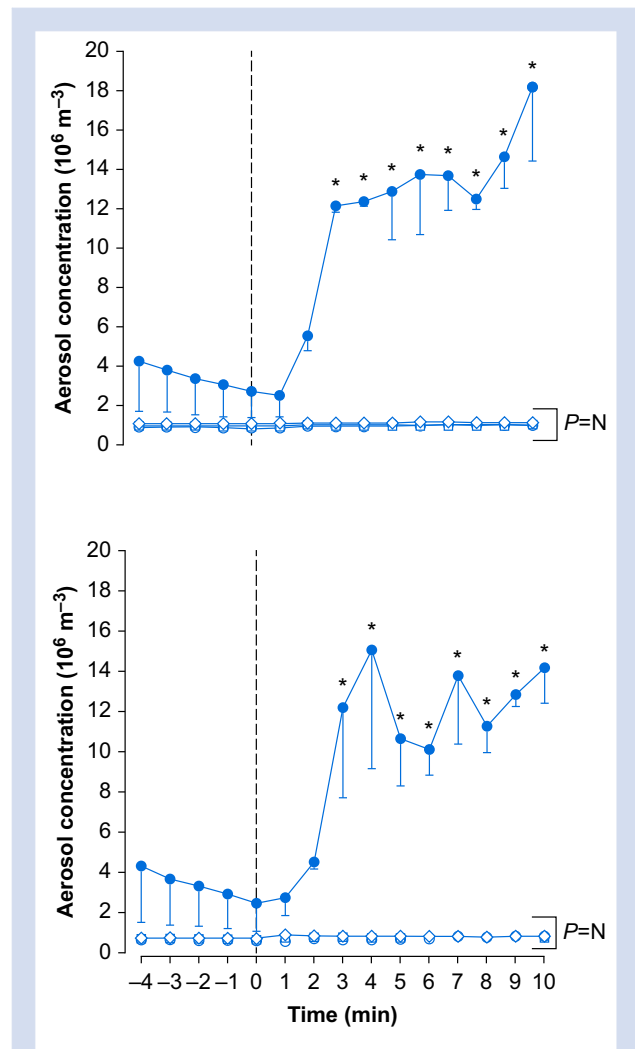 20
18
16
14
12
10
8
6
4
2
0
Aerosol concentration (10⁶ m⁻³)
* * * * * * * *
P=N
20
18
16
14
12
10
8
6
4
2
0
Aerosol concentration (10⁶ m⁻³)
* * * * * * * *
P=N
–4 –3 –2 –1 0 1 2 3 4 5 6 7 8 9 10
Time (min)